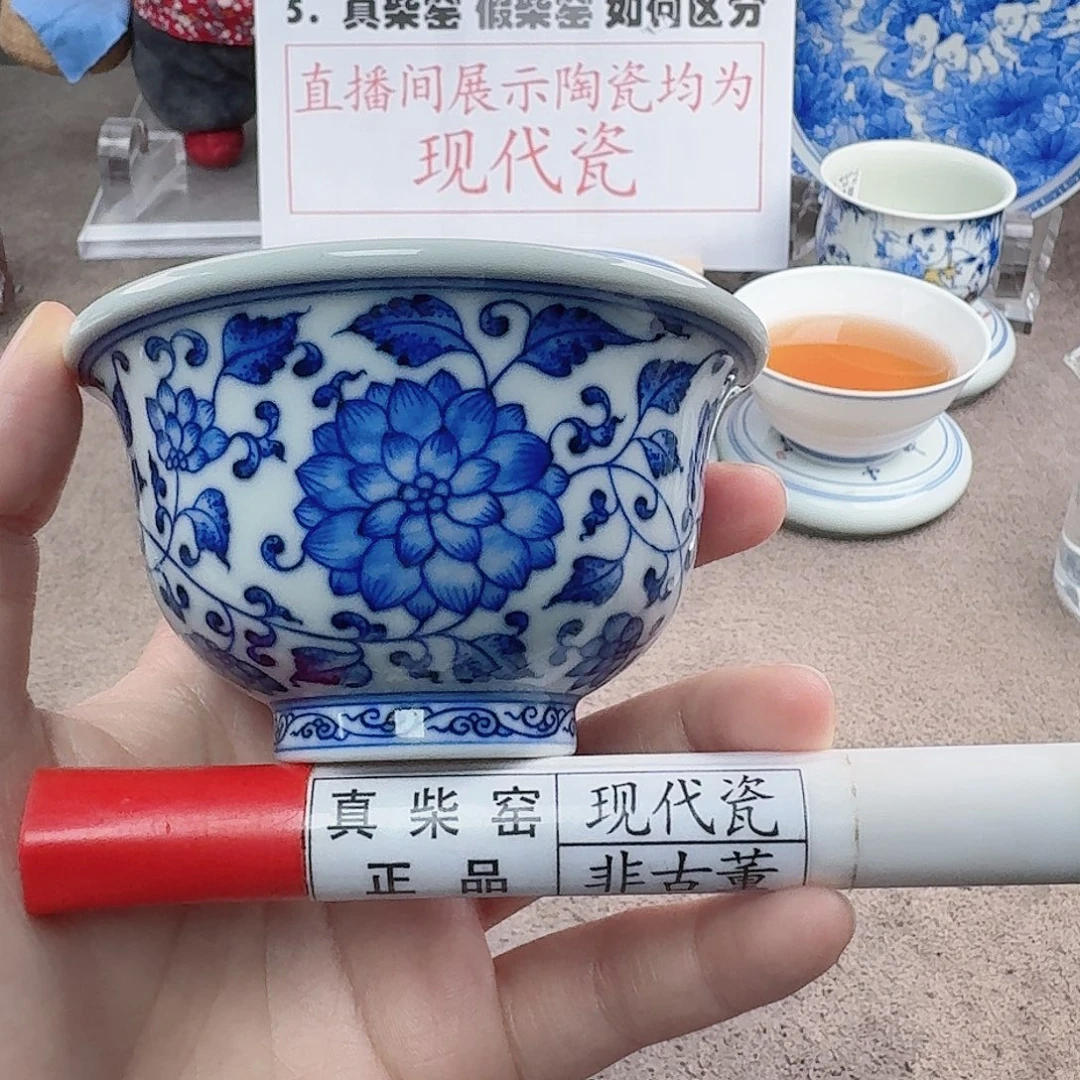 5. 真柴窑 假柴窑 如何区分
直播间展示陶瓷均为
现代瓷
真柴窑
正品
现代瓷
非古董